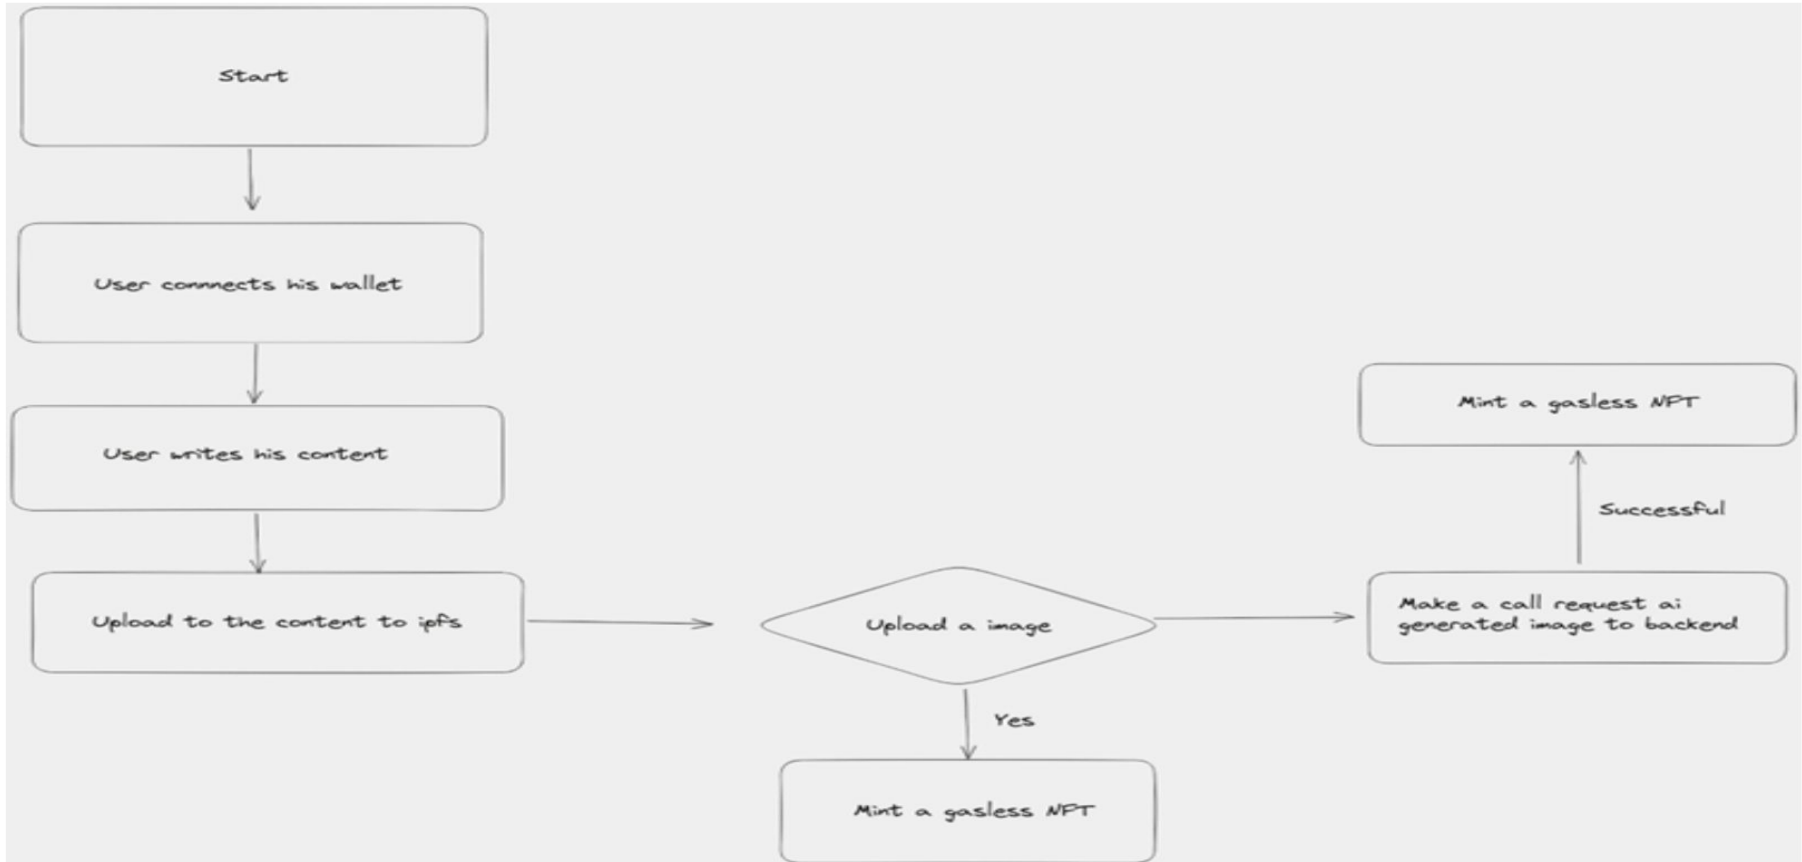 Start
User connnects his wallet
User writes his content
Upload to the content to ipfs
Upload a image
Yes
Mint a gasless NFT
Make a call request ai
generated image to backend
Successful
Mint a gasless NFT